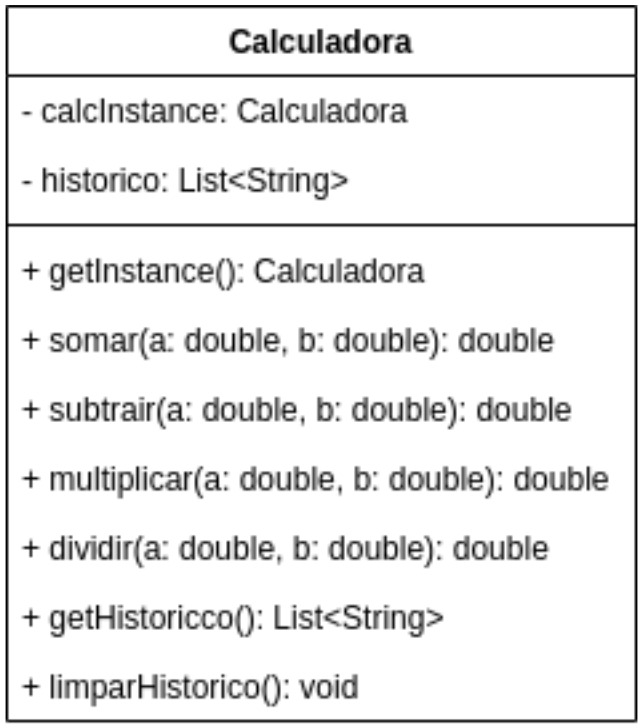 Calculadora
- calcInstance: Calculadora
- historico: List<String>
+ getInstance(): Calculadora
+ somar(a: double, b: double): double
+ subtrair(a: double, b: double): double
+ multiplicar(a: double, b: double): double
+ dividir(a: double, b: double): double
+ getHistoricco(): List<String>
+ limparHistorico(): void